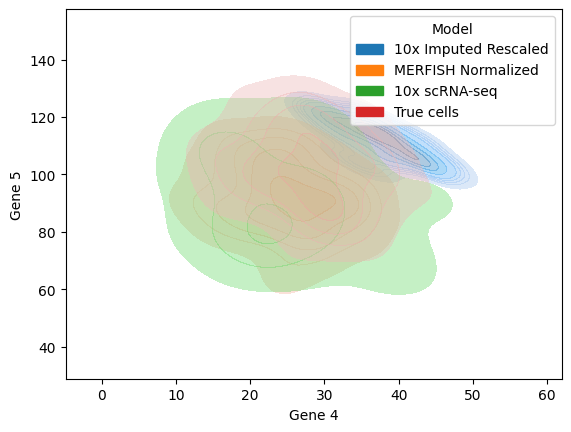 Model
10x Imputed Rescaled
MERFISH Normalized
10x scRNA-seq
True cells
140
120
100
80
60
40
Gene 5
0 10 20 30 40 50 60
Gene 4